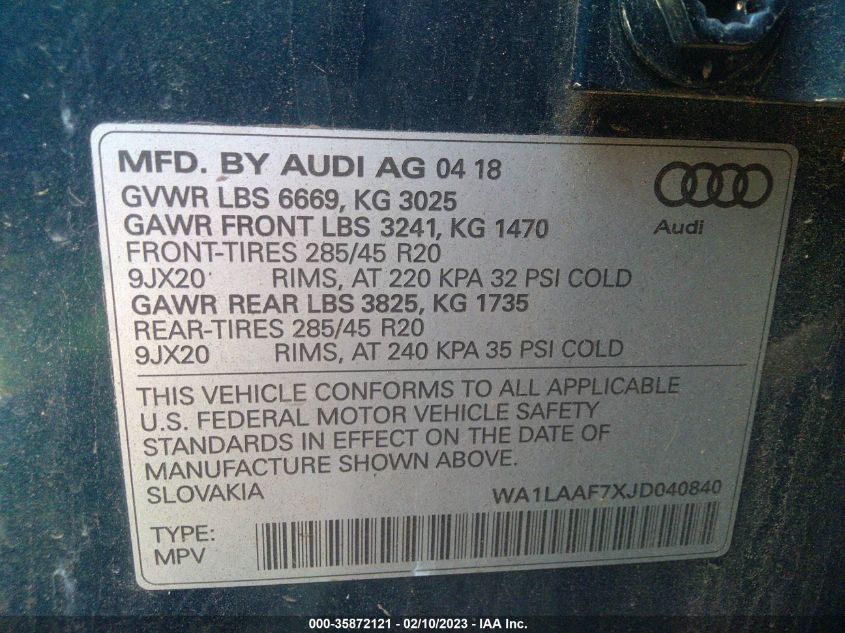 MFD. BY AUDI AG 04 18
GVWR LBS 6669, KG 3025
GAWR FRONT LBS 3241, KG 1470
FRONT-TIRES 285/45 R20
9JX20 RIMS, AT 220 KPA 32 PSI COLD
GAWR REAR LBS 3825, KG 1735
REAR-TIRES 285/45 R20
9JX20 RIMS, AT 240 KPA 35 PSI COLD
Audi
THIS VEHICLE CONFORMS TO ALL APPLICABLE
U.S. FEDERAL MOTOR VEHICLE SAFETY
STANDARDS IN EFFECT ON THE DATE OF
MANUFACTURE SHOWN ABOVE.
SLOVAKIA WA1LAAF7XJD040840
TYPE:
MPV
000-35872121 - 02/10/2023 - IAA Inc.